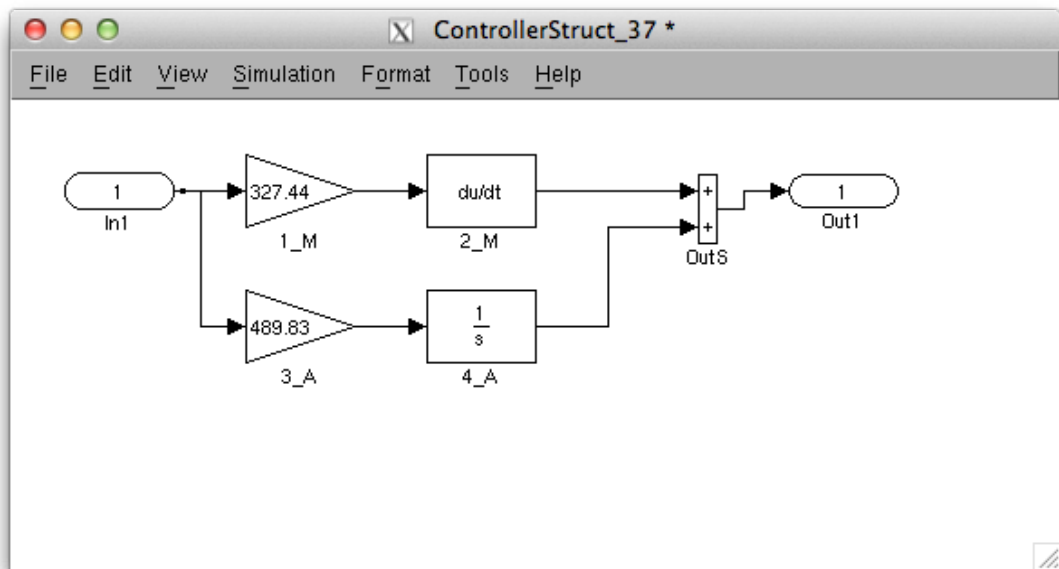 X ControllerStruct_37 *
File Edit View Simulation Format Tools Help
1
In1
327.44
1_M
du/dt
2_M
+
+
OutS
1
Out1
489.83
3_A
1
s
4_A